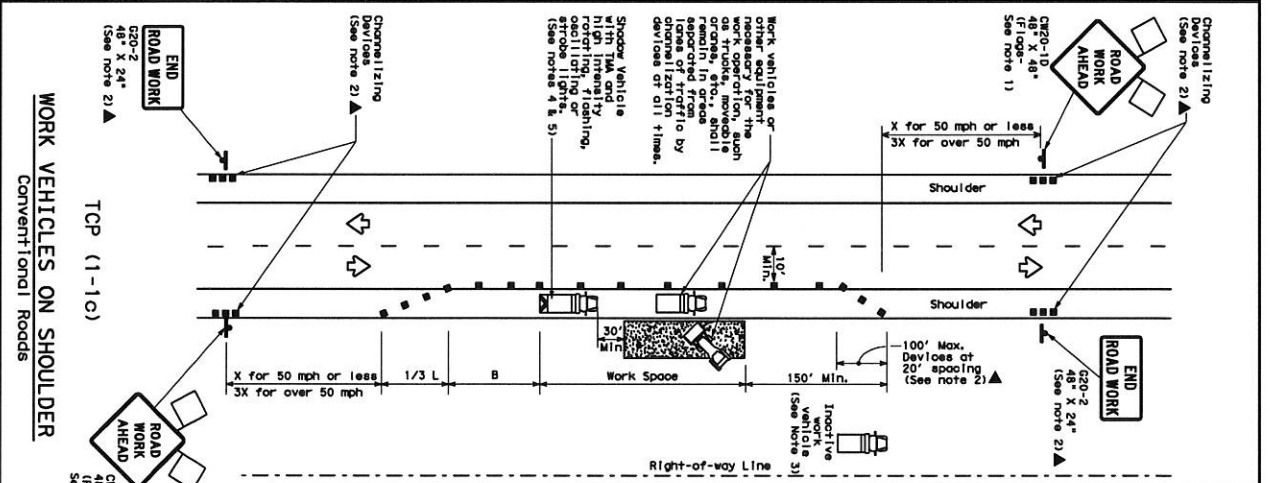 Channelizing
Devices
(See note 2) ▲
CW20-1D
48" X 48"
(Flags-
See note 1)
ROAD
WORK
AHEAD
X for 50 mph or less
3X for over 50 mph
Work vehicles or
other equipment
necessary for the
work operation, such
as trucks, moveable
cranes, etc., shall
remain in areas
separated from
lanes of traffic by
channelization
devices at all times.
Shadow Vehicle
with TMA and
high intensity
rotating, flashing,
oscillating or
strobe lights.
(See notes 4 & 5)
Channelizing
Devices
(See note 2) ▲
END
ROAD WORK
G20-2
48" X 24"
(See note 2) ▲
Shoulder
10'
Min.
Shoulder
30'
Min
X for 50 mph or less
3X for over 50 mph
1/3 L
B
Work Space
150' Min.
100' Max.
Devices at
20' spacing
(See note 2) ▲
END
ROAD WORK
G20-2
48" X 24"
(See note 2) ▲
Inactive
work
vehicle
(See Note 3)
Right-of-way Line
ROAD
WORK
AHEAD
TCP (1-1c)
WORK VEHICLES ON SHOULDER
Conventional Roads